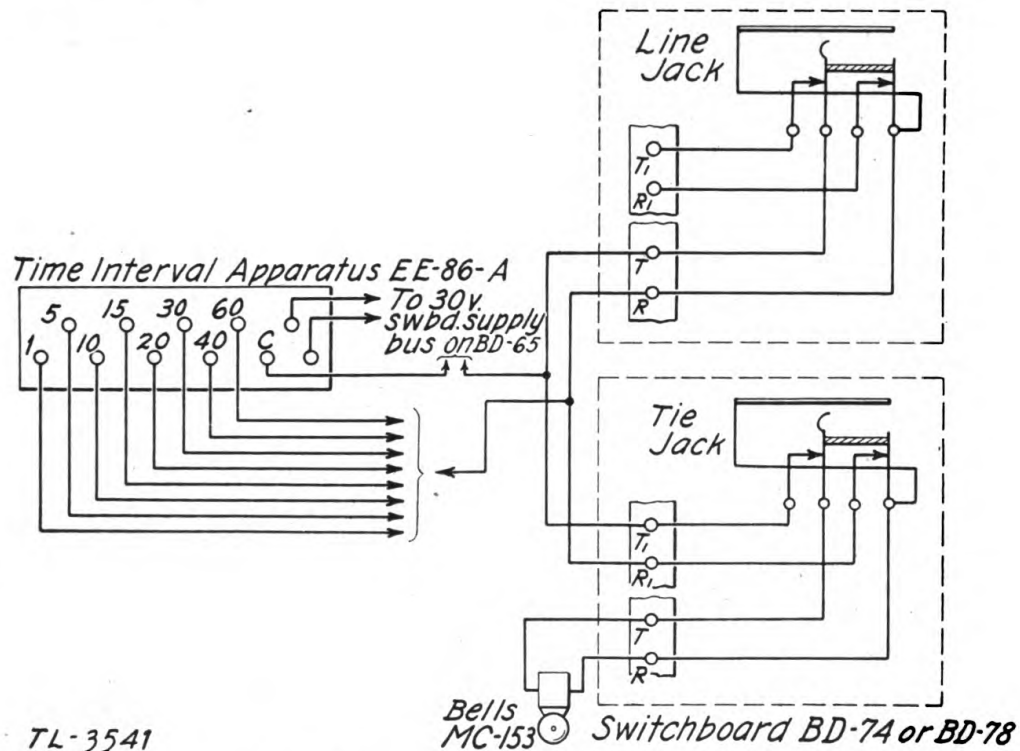 Line
Jack
T1
R1
T
R
Time Interval Apparatus EE-86-A
To 30v.
swbd.supply
bus on BD-65
5 15 30 60
1 10 20 40 C
Tie
Jack
T1
R1
T
R
Bells
MC-153
Switchboard BD-74 or BD-78
TL-3541